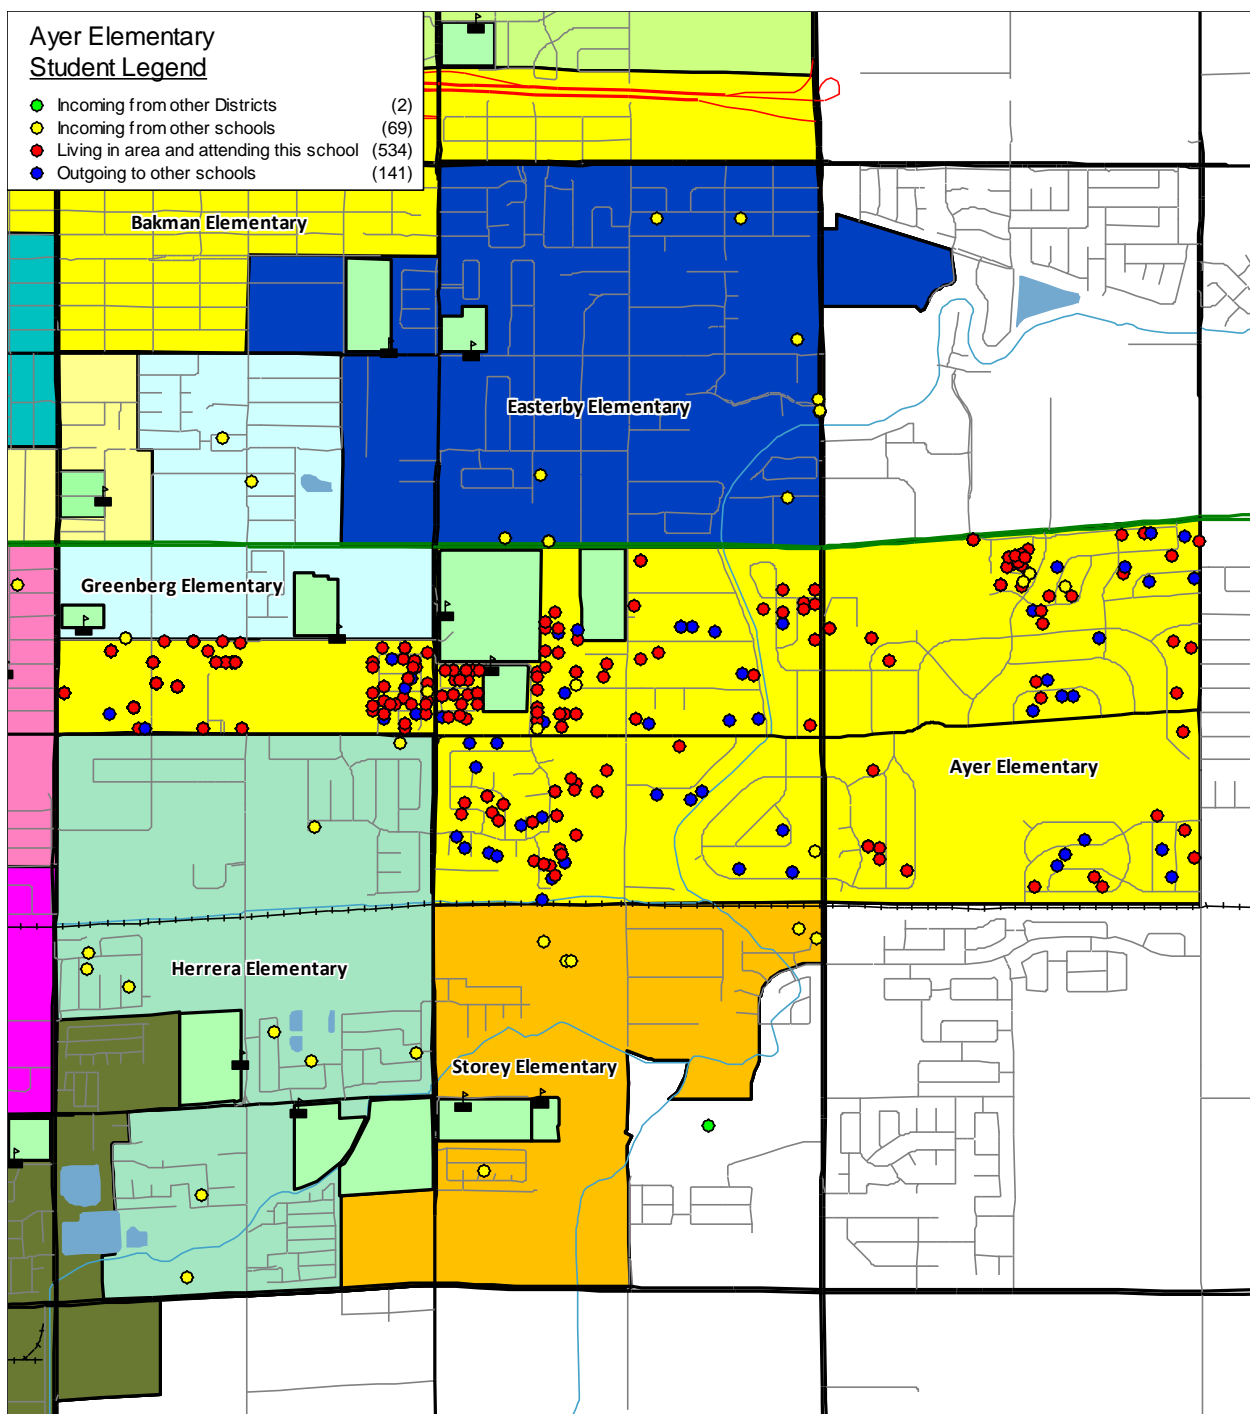 Ayer Elementary
Student Legend
Incoming from other Districts (2)
Incoming from other schools (69)
Living in area and attending this school (534)
Outgoing to other schools (141)
Bakman Elementary
Easterby Elementary
Greenberg Elementary
Ayer Elementary
Herrera Elementary
Storey Elementary